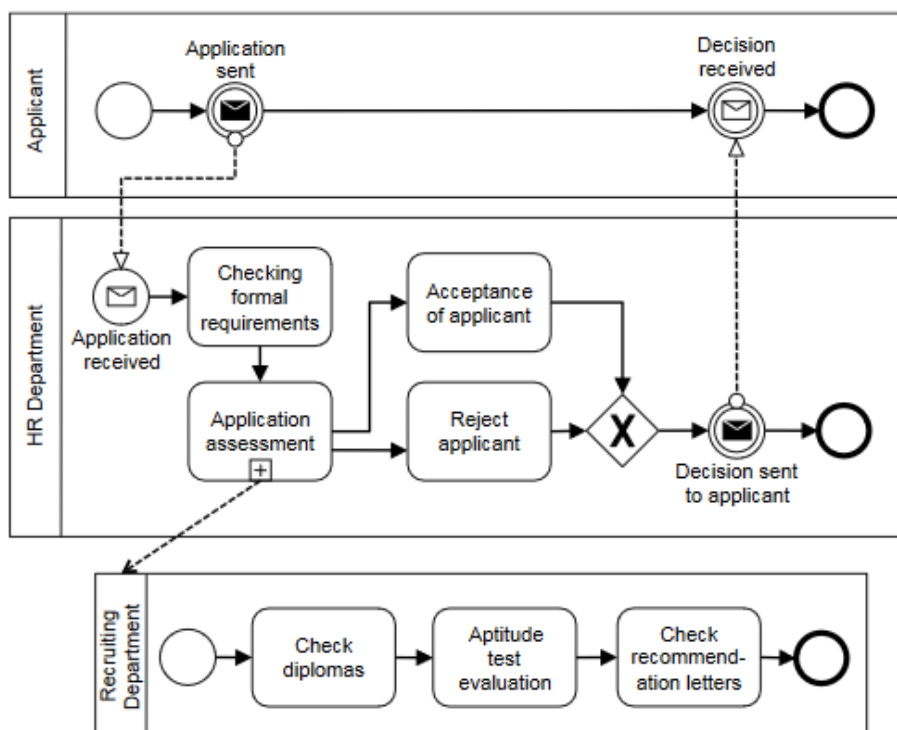 Applicant
Application
sent
Decision
received
HR Department
Application
received
Checking
formal
requirements
Application
assessment
Acceptance
of applicant
Reject
applicant
X
Decision sent
to applicant
Recruiting
Department
Check
diplomas
Aptitude
test
evaluation
Check
recommend-
ation letters